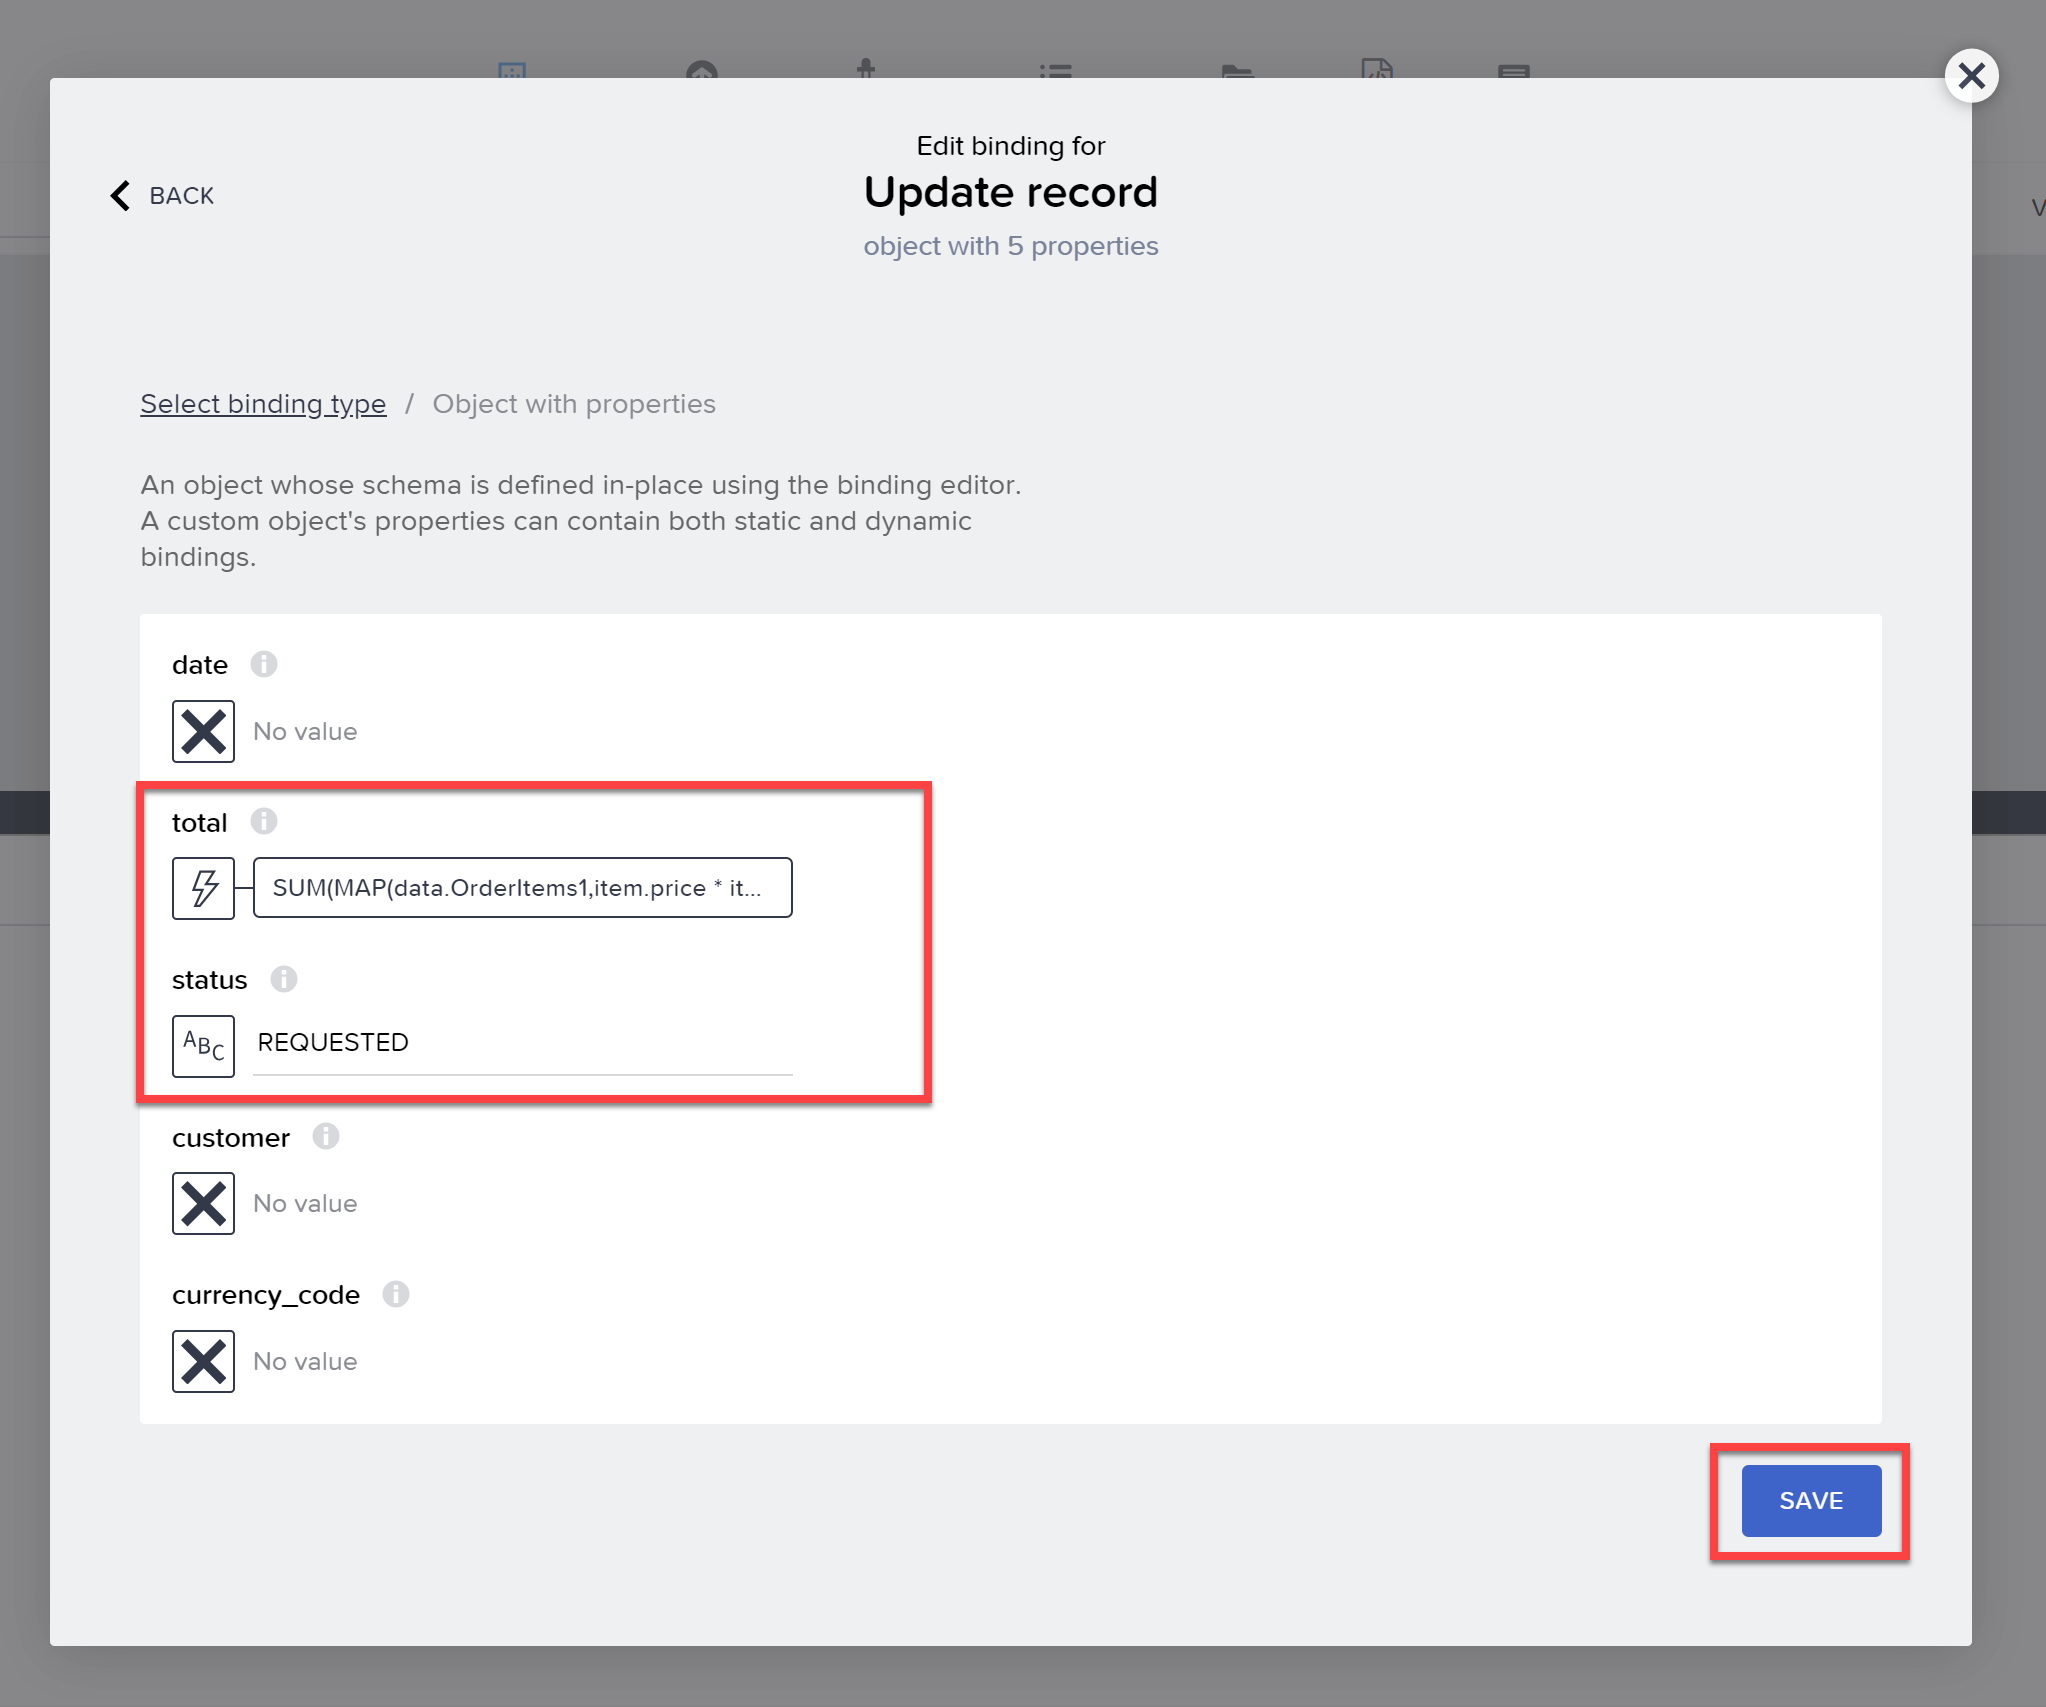 Edit binding for
BACK
Update record
object with 5 properties
Select binding type / Object with properties
An object whose schema is defined in-place using the binding editor.
A custom object's properties can contain both static and dynamic
bindings.
date
No value
total
SUM(MAP(data.OrderItems1,item.price * it...
status
ABC REQUESTED
customer
No value
currency_code
No value
SAVE